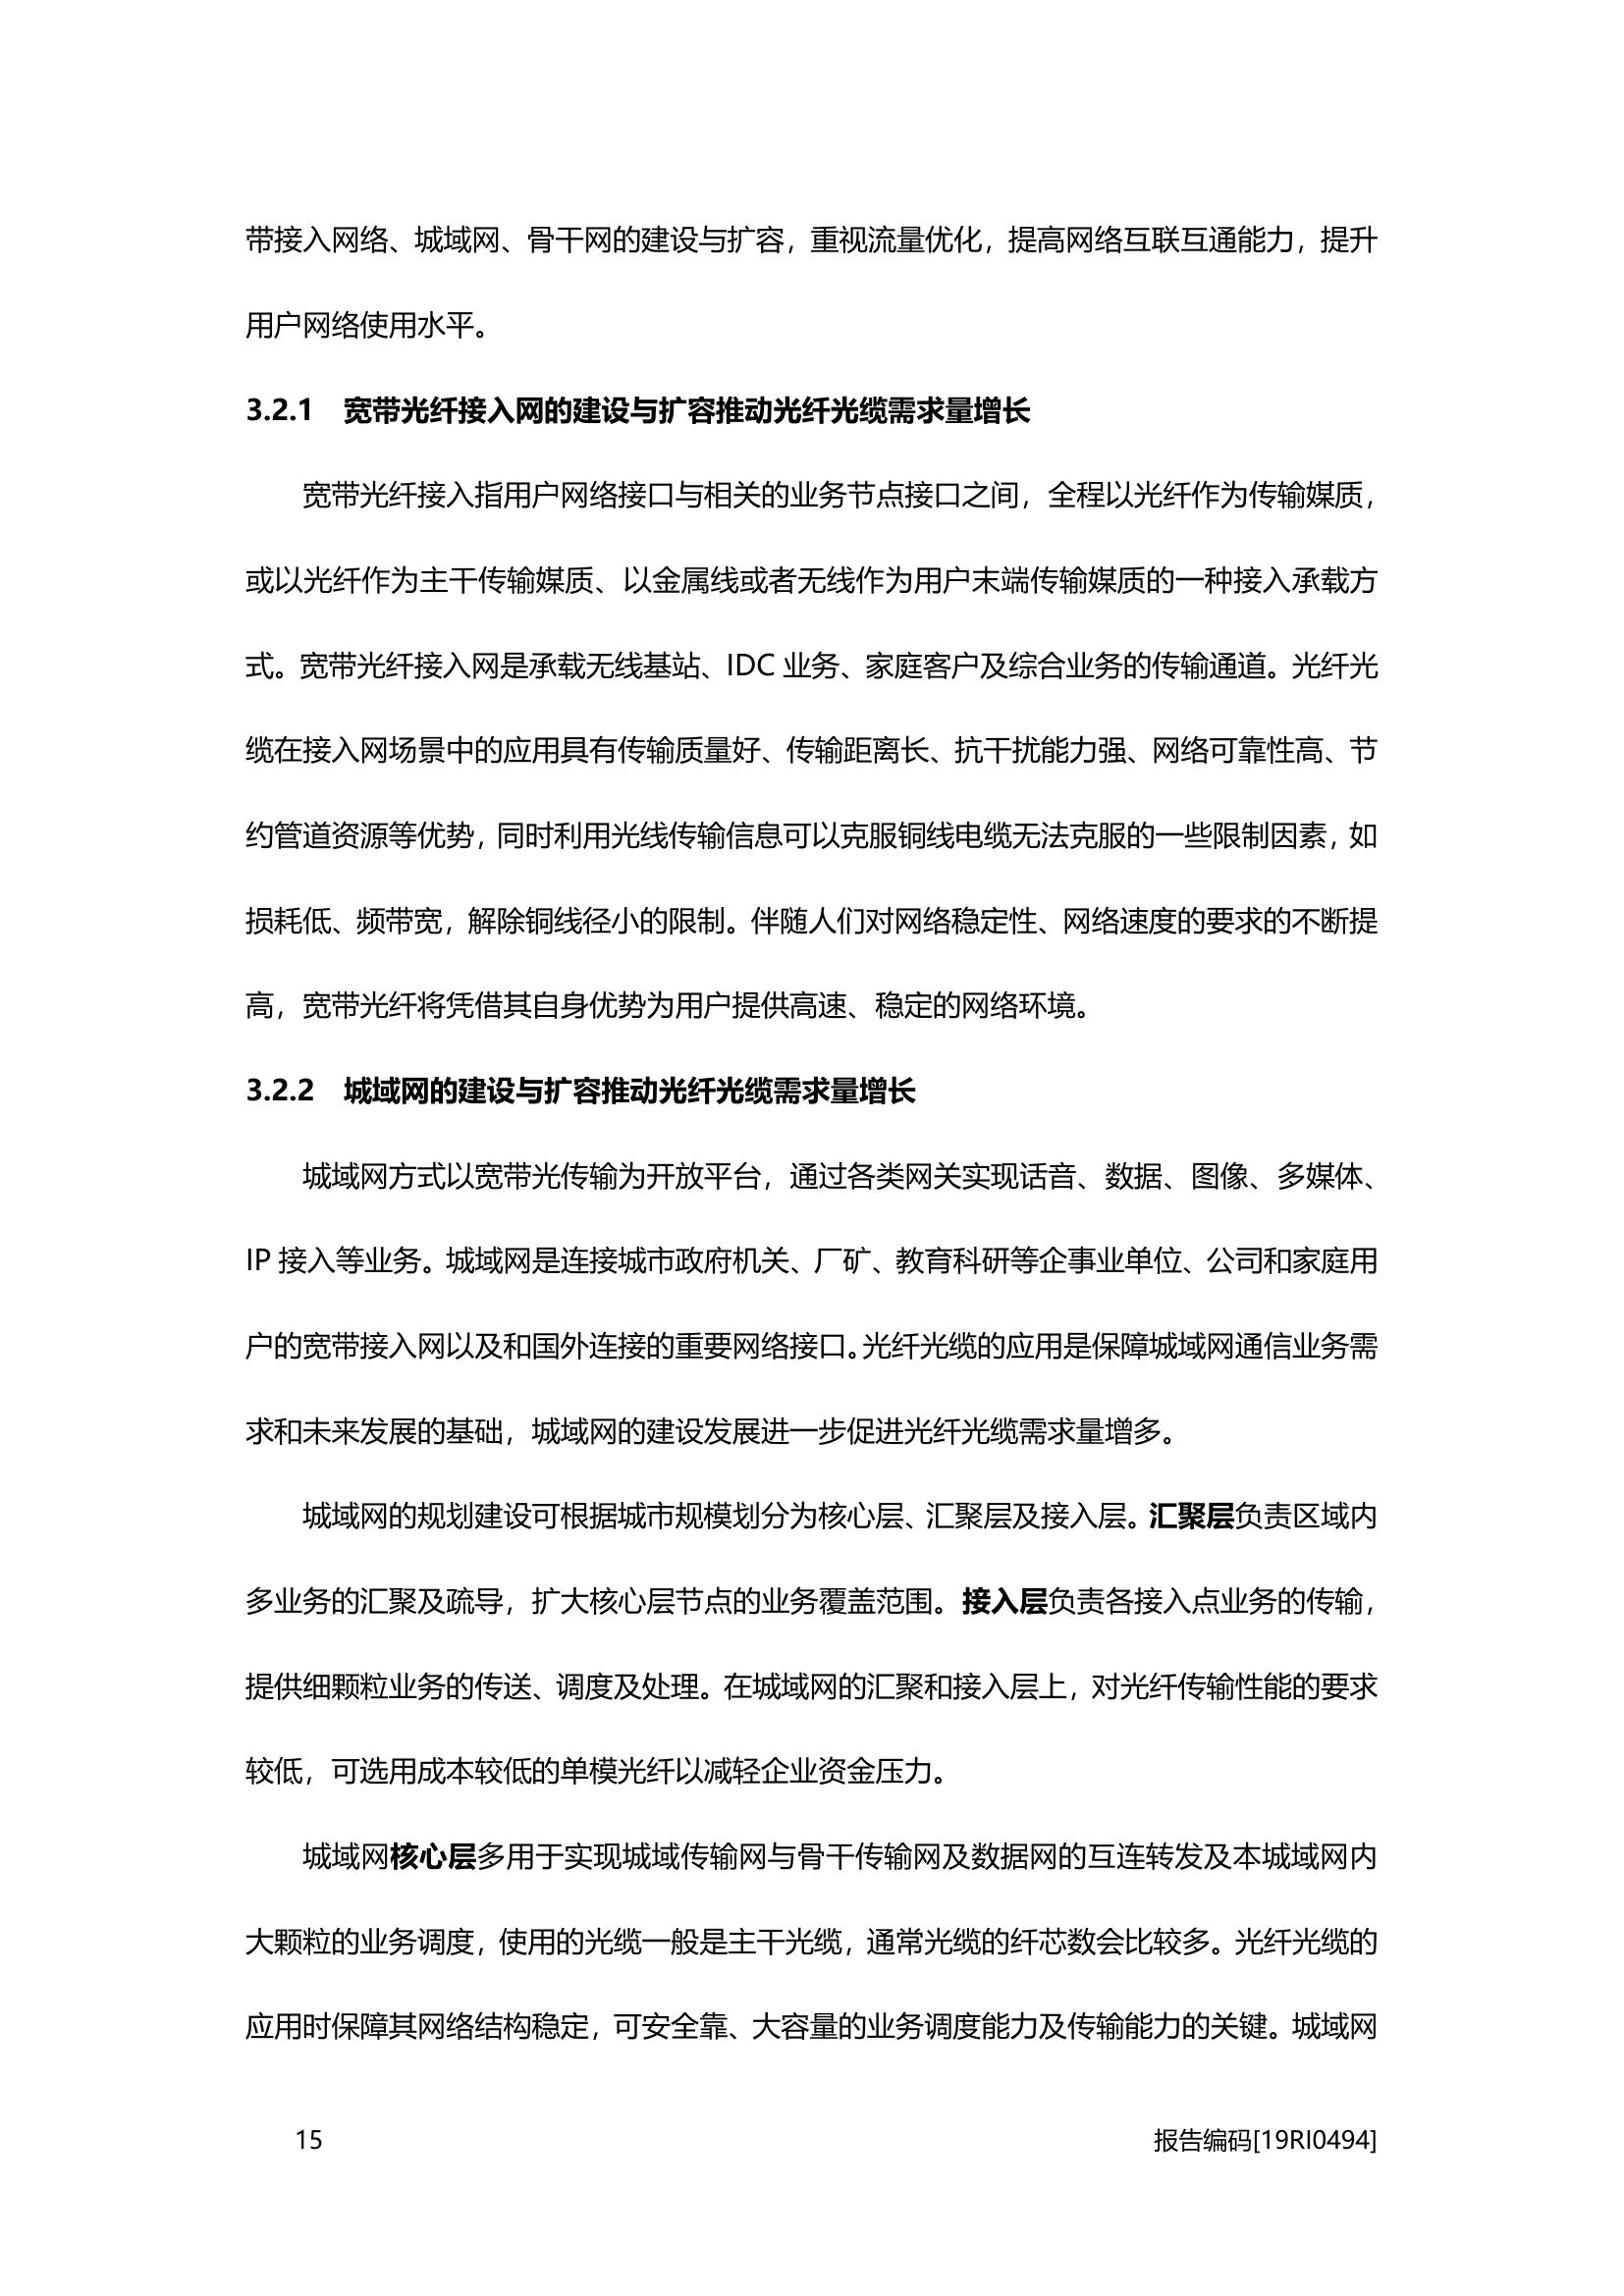 带接入网络、城域网、骨干网的建设与扩容，重视流量优化，提高网络互联互通能力，提升
用户网络使用水平。
3.2.1 宽带光纤接入网的建设与扩容推动光纤光缆需求量增长
宽带光纤接入指用户网络接口与相关的业务节点接口之间，全程以光纤作为传输媒质，
或以光纤作为主干传输媒质、以金属线或者无线作为用户末端传输媒质的一种接入承载方
式。宽带光纤接入网是承载无线基站、IDC 业务、家庭客户及综合业务的传输通道。光纤光
缆在接入网场景中的应用具有传输质量好、传输距离长、抗干扰能力强、网络可靠性高、节
约管道资源等优势，同时利用光线传输信息可以克服铜线电缆无法克服的一些限制因素，如
损耗低、频带宽，解除铜线径小的限制。伴随人们对网络稳定性、网络速度的要求的不断提
高，宽带光纤将凭借其自身优势为用户提供高速、稳定的网络环境。
3.2.2 城域网的建设与扩容推动光纤光缆需求量增长
城域网方式以宽带光传输为开放平台，通过各类网关实现话音、数据、图像、多媒体、
IP 接入等业务。城域网是连接城市政府机关、厂矿、教育科研等企事业单位、公司和家庭用
户的宽带接入网以及和国外连接的重要网络接口。光纤光缆的应用是保障城域网通信业务需
求和未来发展的基础，城域网的建设发展进一步促进光纤光缆需求量增多。
城域网的规划建设可根据城市规模划分为核心层、汇聚层及接入层。汇聚层负责区域内
多业务的汇聚及疏导，扩大核心层节点的业务覆盖范围。接入层负责各接入点业务的传输，
提供细颗粒业务的传送、调度及处理。在城域网的汇聚和接入层上，对光纤传输性能的要求
较低，可选用成本较低的单模光纤以减轻企业资金压力。
城域网核心层多用于实现城域传输网与骨干传输网及数据网的互连转发及本城域网内
大颗粒的业务调度，使用的光缆一般是主干光缆，通常光缆的纤芯数会比较多。光纤光缆的
应用时保障其网络结构稳定，可安全靠、大容量的业务调度能力及传输能力的关键。城域网
15 报告编码[19RI0494]